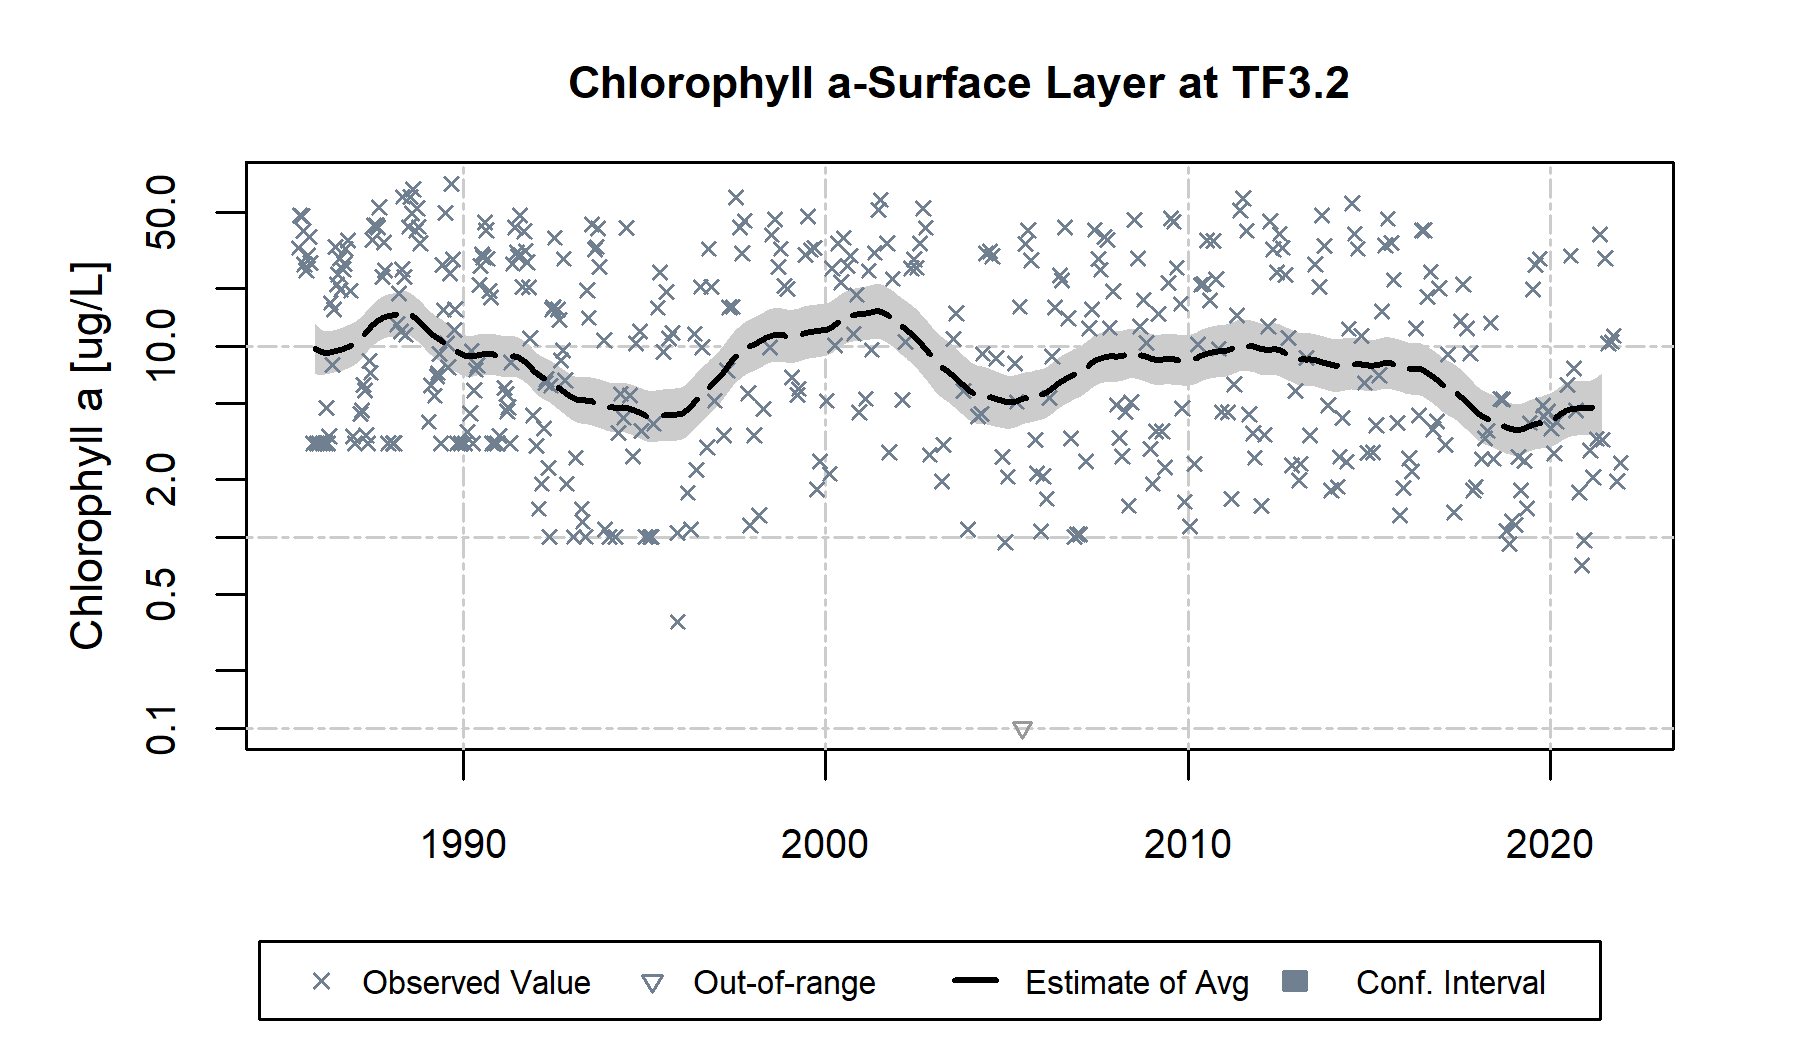 Chlorophyll a-Surface Layer at TF3.2
Chlorophyll a [ug/L]
50.0
10.0
2.0
0.5
0.1
1990 2000 2010 2020
Observed Value Out-of-range Estimate of Avg Conf. Interval